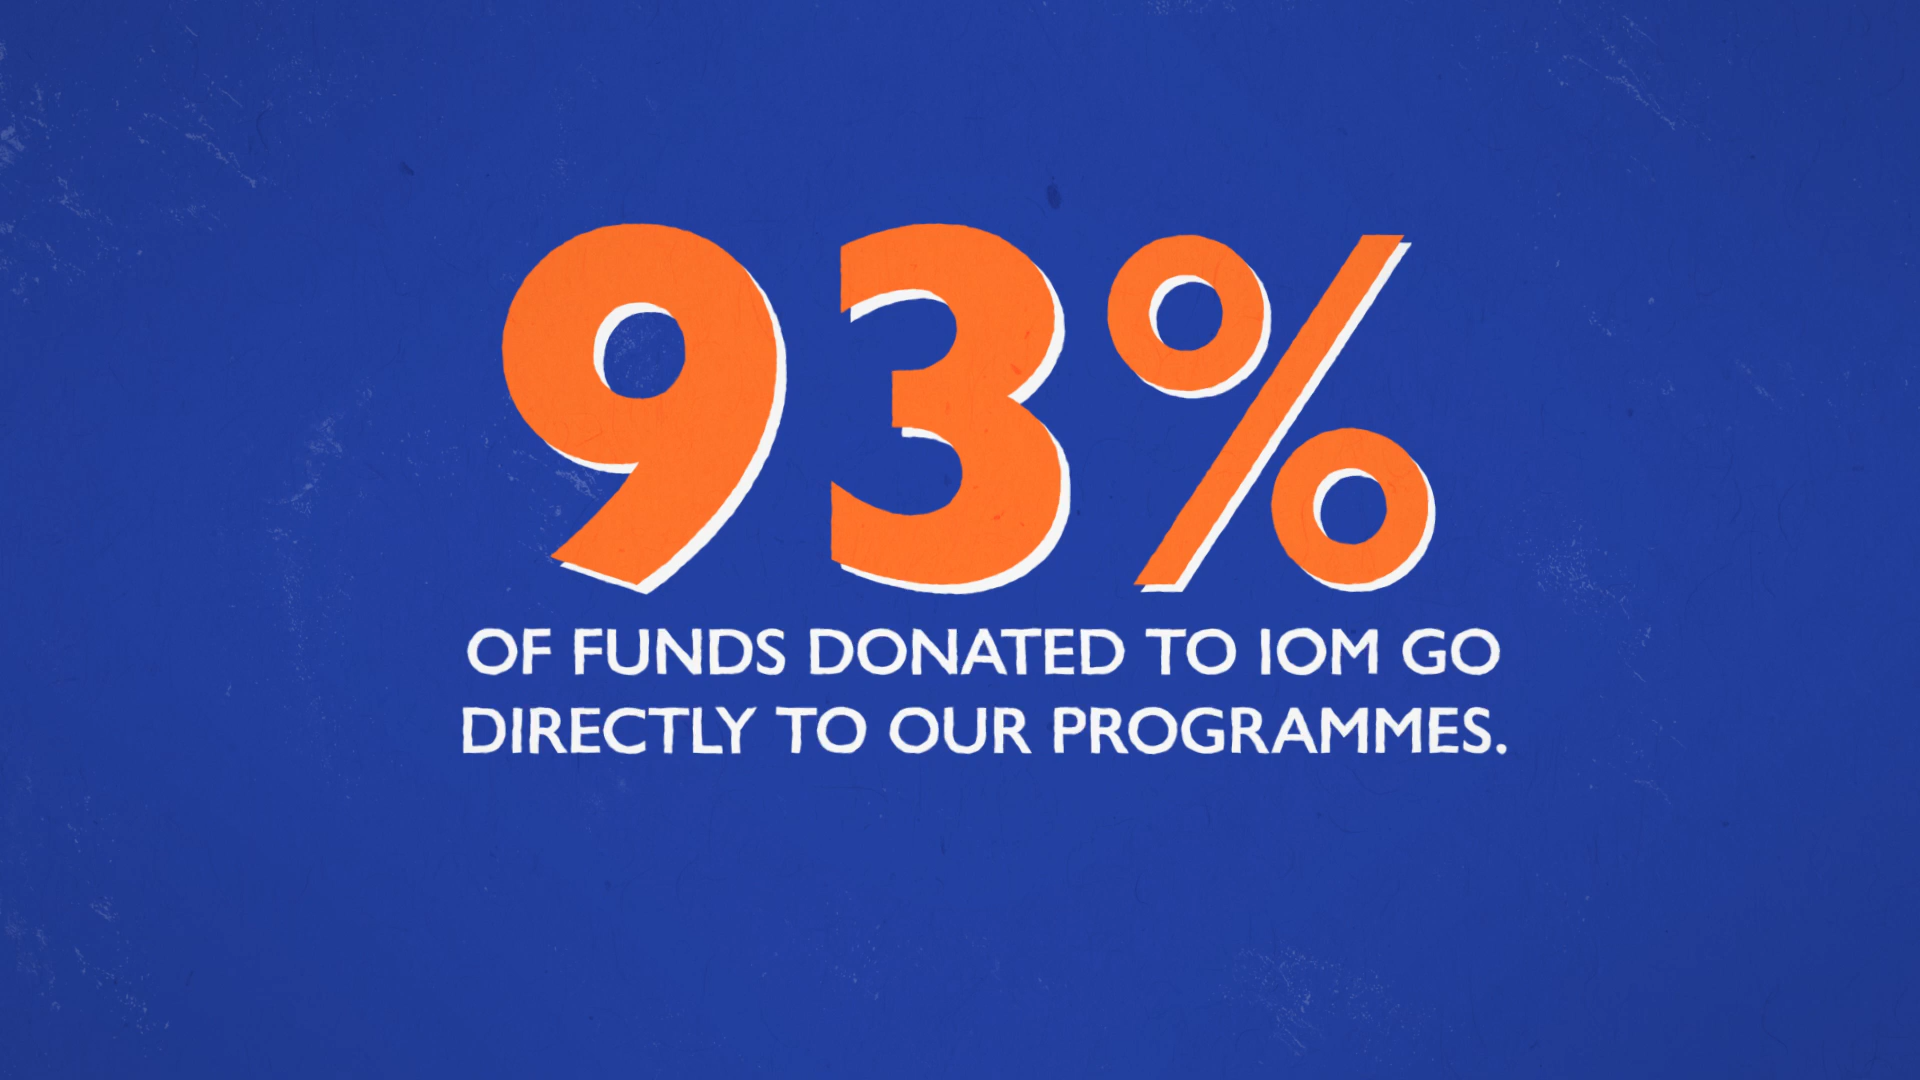 93%
OF FUNDS DONATED TO IOM GO
DIRECTLY TO OUR PROGRAMMES.